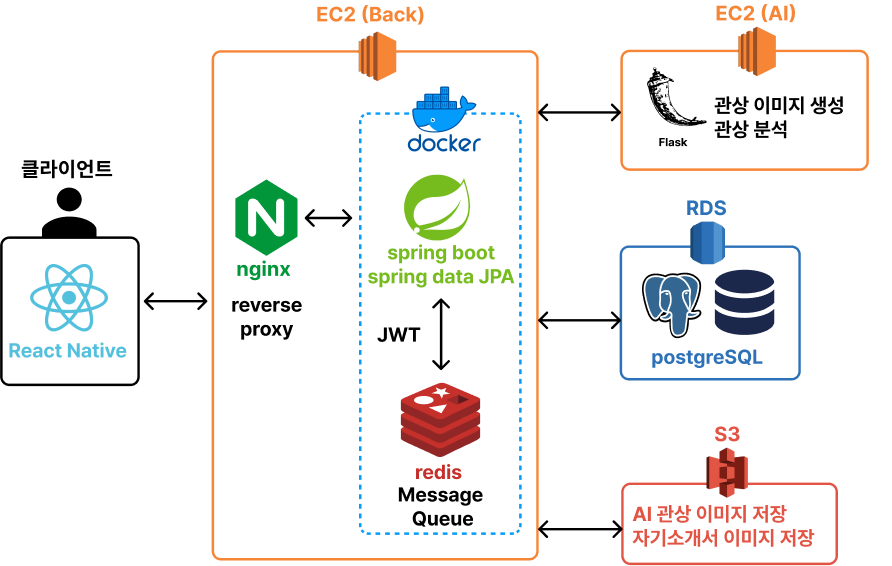 클라이언트
React Native
EC2 (Back)
nginx
reverse
proxy
docker
spring boot
spring data JPA
JWT
redis
Message
Queue
EC2 (AI)
Flask
관상 이미지 생성
관상 분석
RDS
postgreSQL
S3
AI 관상 이미지 저장
자기소개서 이미지 저장